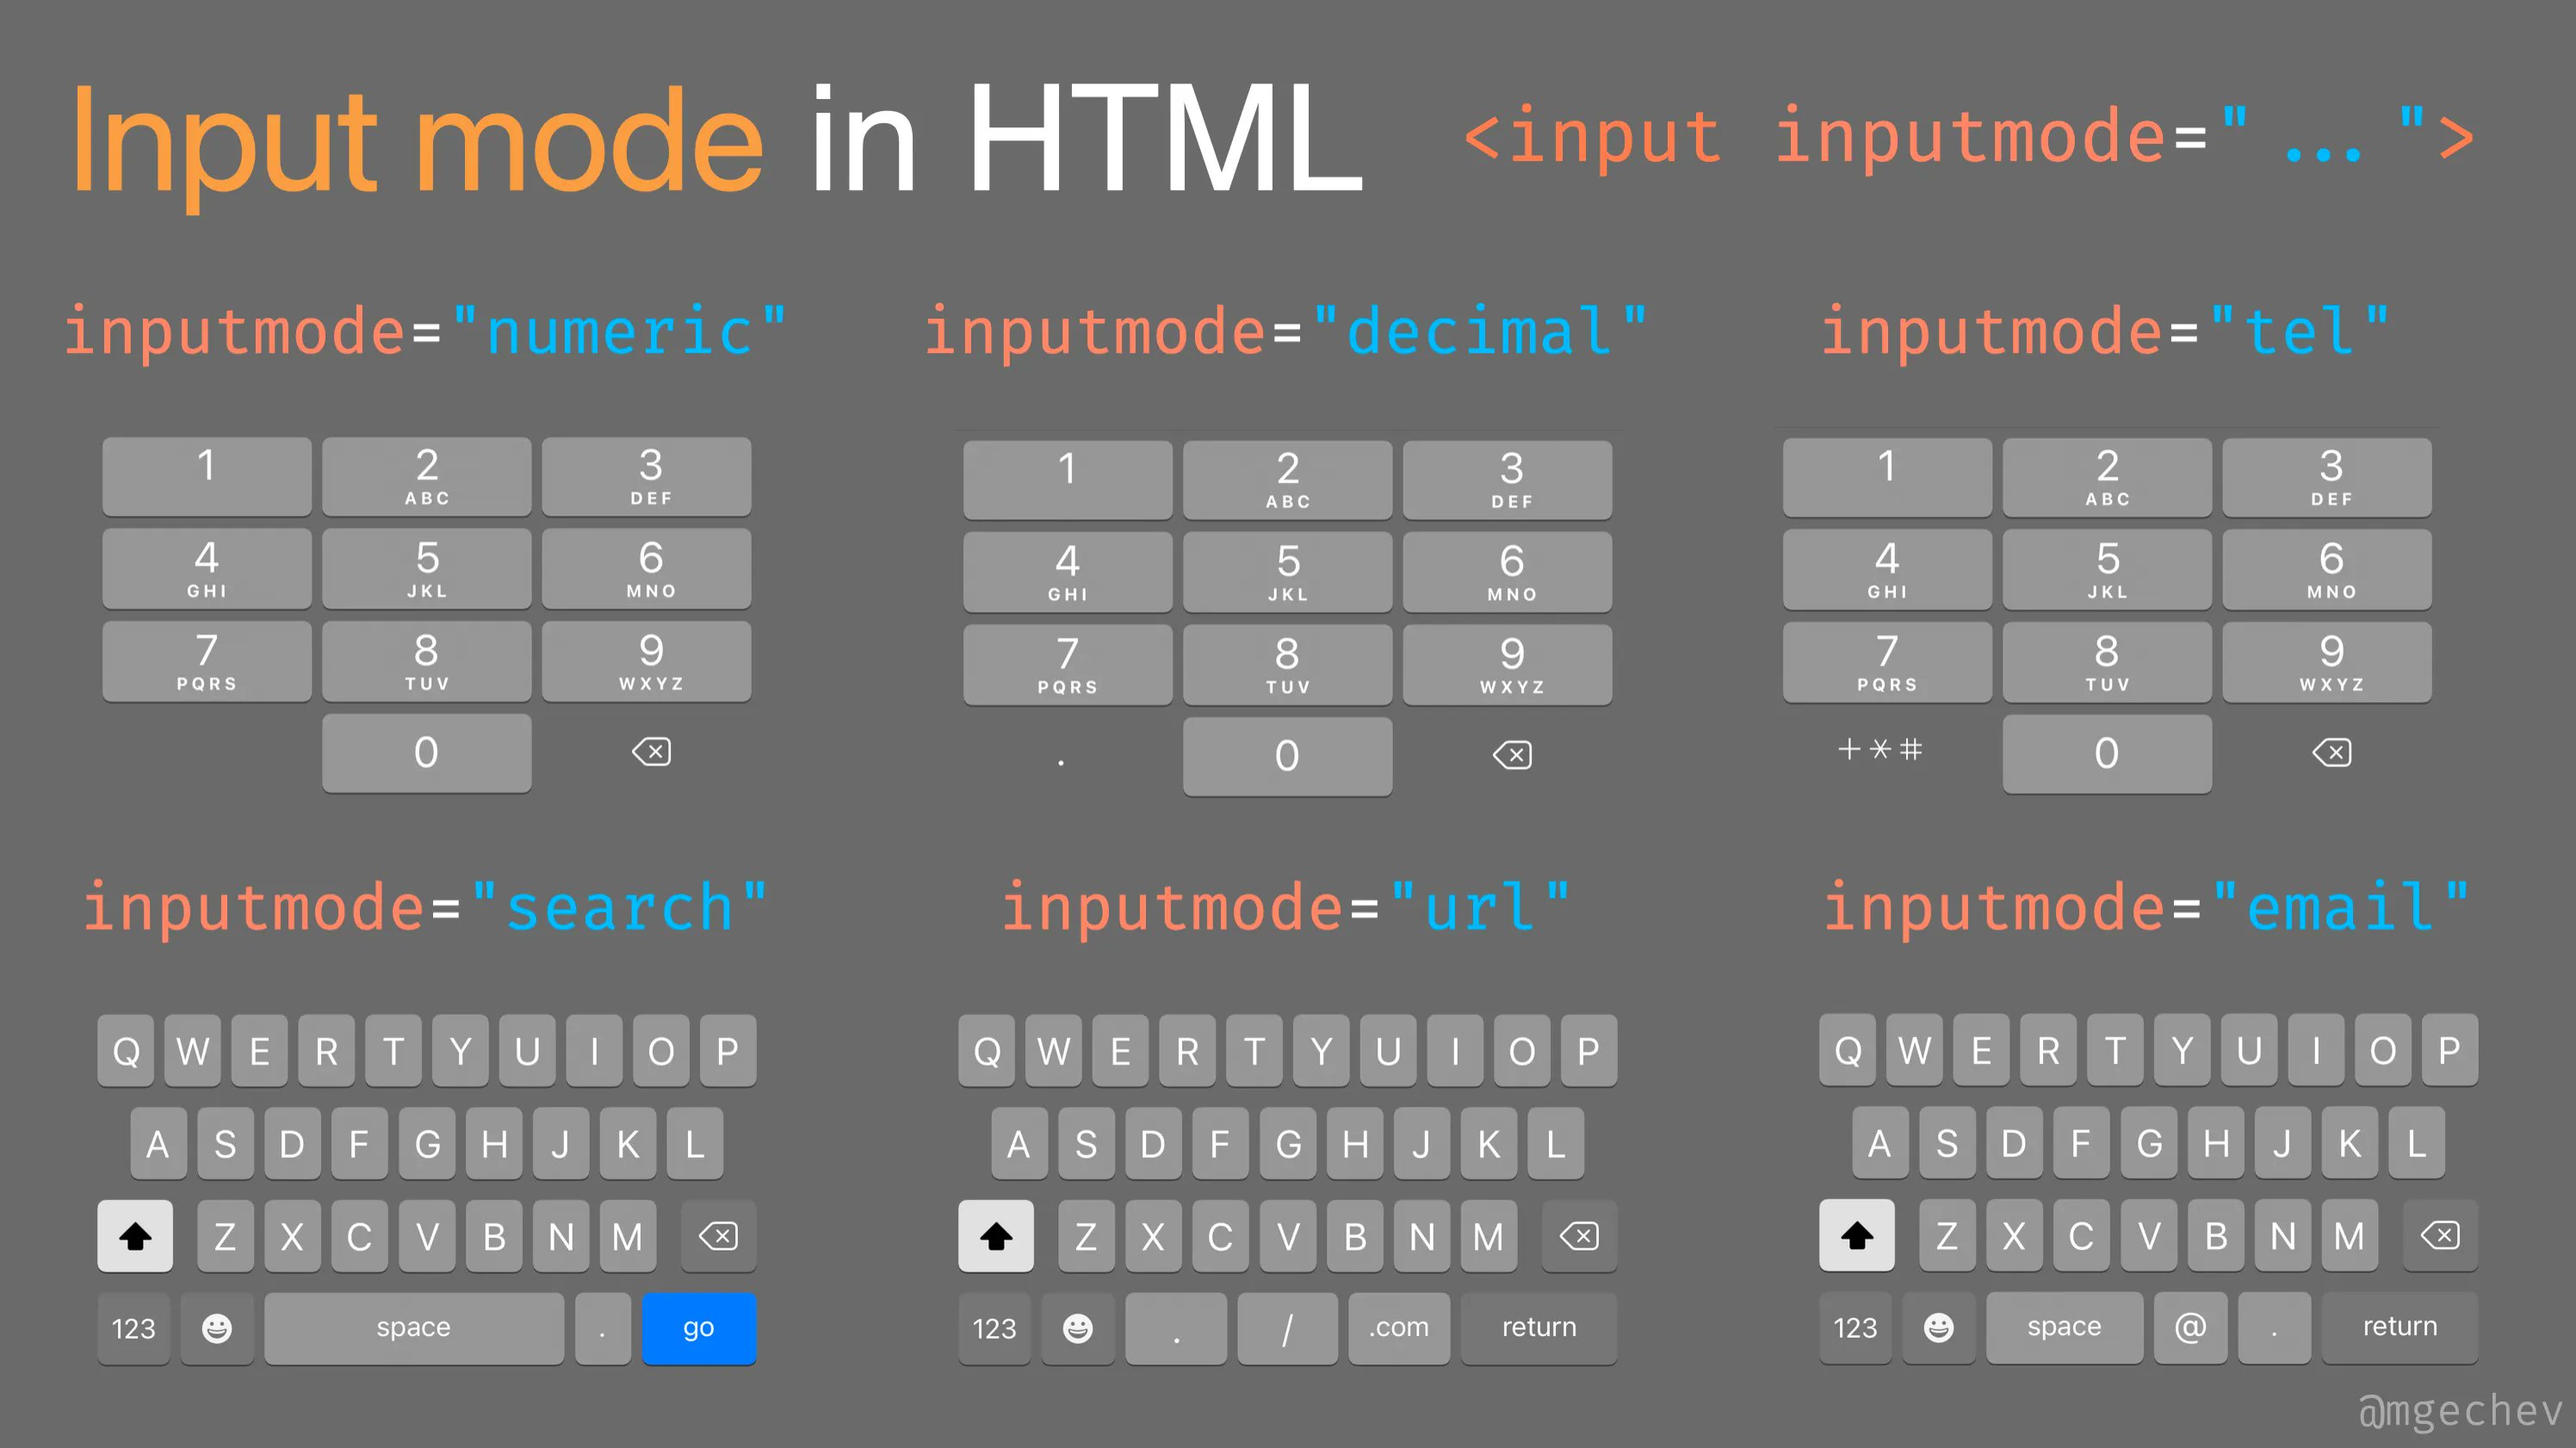 Input mode in HTML <input inputmode="...">
inputmode="numeric"
1
2
ABC
3
DEF
4
GHI
5
JKL
6
MNO
7
PQRS
8
TUV
9
WXYZ
0
inputmode="decimal"
1
2
ABC
3
DEF
4
GHI
5
JKL
6
MNO
7
PQRS
8
TUV
9
WXYZ
. 0
inputmode="tel"
1
2
ABC
3
DEF
4
GHI
5
JKL
6
MNO
7
PQRS
8
TUV
9
WXYZ
+*# 0
inputmode="search"
Q W E R T Y U I O P
A S D F G H J K L
Z X C V B N M
123 space . go
inputmode="url"
Q W E R T Y U I O P
A S D F G H J K L
Z X C V B N M
123 . / .com return
inputmode="email"
Q W E R T Y U I O P
A S D F G H J K L
Z X C V B N M
123 space @ . return
@mgechev